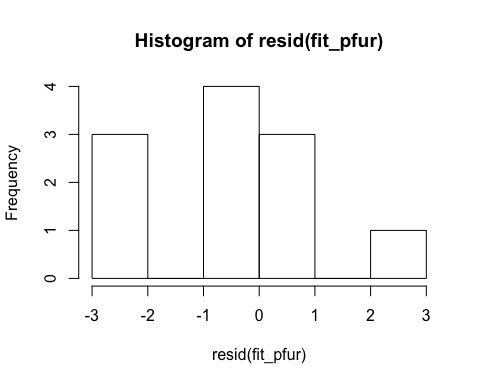 Histogram of resid(fit_pfur)
Frequency
4
3
2
1
0
-3 -2 -1 0 1 2 3
resid(fit_pfur)